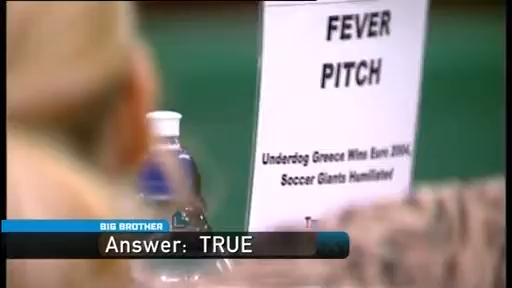 FEVER
PITCH
Underdog Greece Wins Euro 2004,
Soccer Giants Humiliated
BIG BROTHER
Answer: TRUE